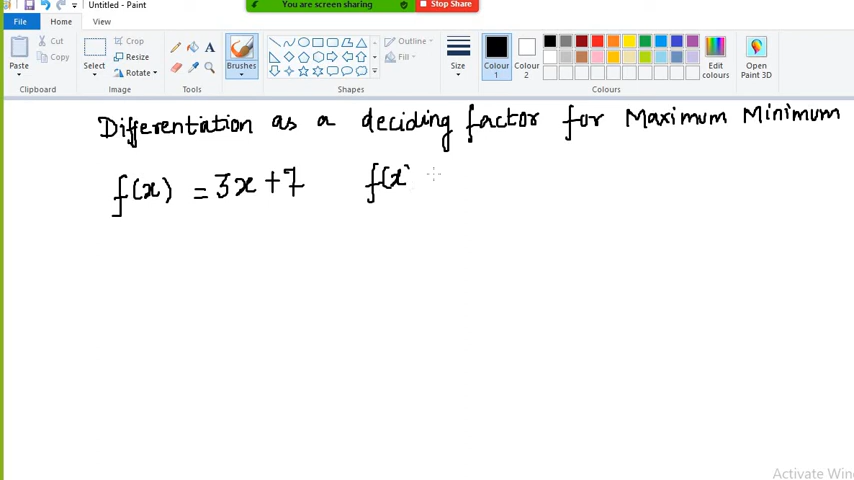 Untitled - Paint
You are screen sharing
Stop Share
File Home View
Paste
Cut
Copy
Clipboard
Select
Crop
Resize
Rotate
Image
A
Tools
Brushes
Shapes
Outline
Fill
Size
Colour 1
Colour 2
Colours
Edit colours
Open Paint 3D
Differentiation as a deciding factor for Maximum Minimum
f(x) = 3x + 7 f(x)
Activate Win